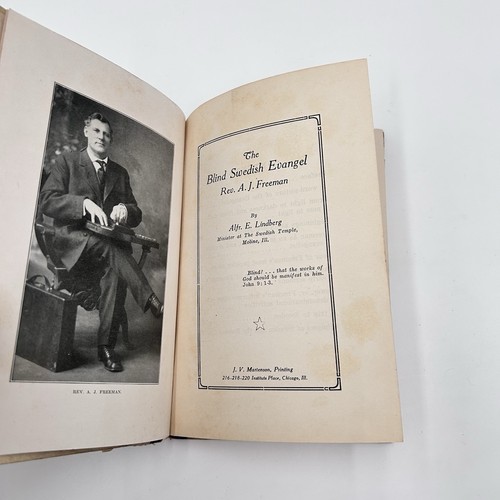 REV. A. J. FREEMAN.
The
Blind Swedish Evangel
Rev. A. J. Freeman
By
Alfr. E. Lindberg
Minister at The Swedish Temple,
Moline, Ill.
Blind? . . , that the works of
God should be manifest in him.
John 9: 1-3.
J. V. Martenson, Printing
216-218-220 Institute Place, Chicago, Ill.